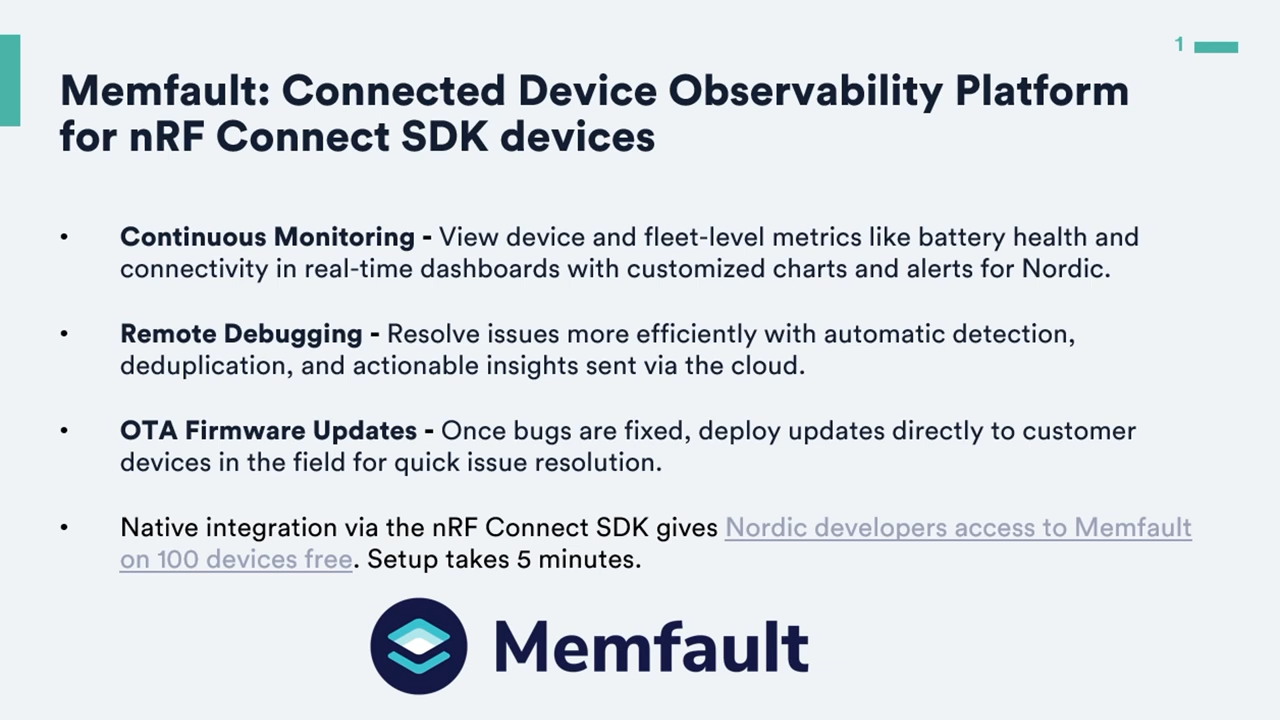 1
Memfault: Connected Device Observability Platform
for nRF Connect SDK devices
• Continuous Monitoring - View device and fleet-level metrics like battery health and
connectivity in real-time dashboards with customized charts and alerts for Nordic.
• Remote Debugging - Resolve issues more efficiently with automatic detection,
deduplication, and actionable insights sent via the cloud.
• OTA Firmware Updates - Once bugs are fixed, deploy updates directly to customer
devices in the field for quick issue resolution.
• Native integration via the nRF Connect SDK gives Nordic developers access to Memfault
on 100 devices free. Setup takes 5 minutes.
Memfault